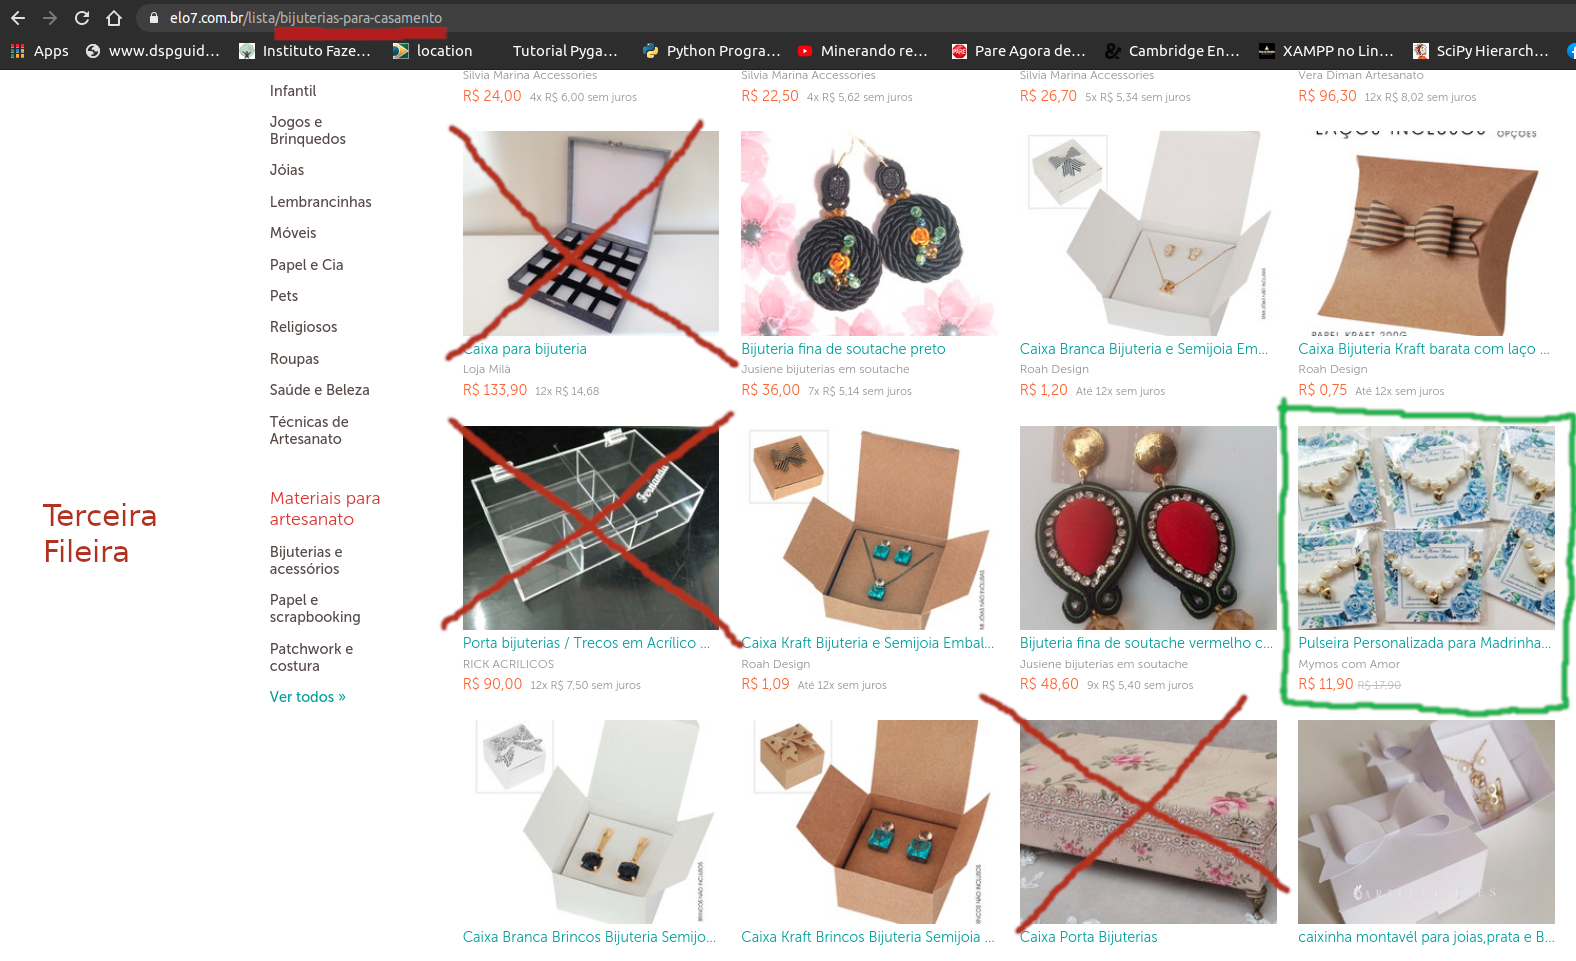 elo7.com.br/lista/bijuterias-para-casamento
Apps www.dspguid... Instituto Faze... location Tutorial Pyga... Python Progra... Minerando re... Pare Agora de... Cambridge En... XAMPP no Lin... SciPy Hierarch...
Silvia Marina Accessories
R$ 24,00 4x R$ 6,00 sem juros
Silvia Marina Accessories
R$ 22,50 4x R$ 5,62 sem juros
Silvia Marina Accessories
R$ 26,70 5x R$ 5,34 sem juros
Vera Diman Artesanato
R$ 96,30 12x R$ 8,02 sem juros
Infantil
Jogos e
Brinquedos
Jóias
Lembrancinhas
Móveis
Papel e Cia
Pets
Religiosos
Roupas
Saúde e Beleza
Técnicas de
Artesanato
Materiais para
artesanato
Bijuterias e
acessórios
Papel e
scrapbooking
Patchwork e
costura
Ver todos »
Terceira
Fileira
LAÇOS INCLUSOS OPÇÕES
PAPEL KRAFT 200G
Caixa para bijuteria
Loja Milà
R$ 133,90 12x R$ 14,68
Bijuteria fina de soutache preto
Jusiene bijuterias em soutache
R$ 36,00 7x R$ 5,14 sem juros
Caixa Branca Bijuteria e Semijoia Em...
Roah Design
R$ 1,20 Até 12x sem juros
Caixa Bijuteria Kraft barata com laço ...
Roah Design
R$ 0,75 Até 12x sem juros
Fernanda
Porta bijuterias / Trecos em Acrílico ...
RICK ACRILICOS
R$ 90,00 12x R$ 7,50 sem juros
Caixa Kraft Bijuteria e Semijoia Embal...
Roah Design
R$ 1,09 Até 12x sem juros
Bijuteria fina de soutache vermelho c...
Jusiene bijuterias em soutache
R$ 48,60 9x R$ 5,40 sem juros
Pulseira Personalizada para Madrinha...
Mymos com Amor
R$ 11,90 R$ 17,90
Caixa Branca Brincos Bijuteria Semijo...
Caixa Kraft Brincos Bijuteria Semijoia ...
Caixa Porta Bijuterias
caixinha montavél para joias,prata e B...